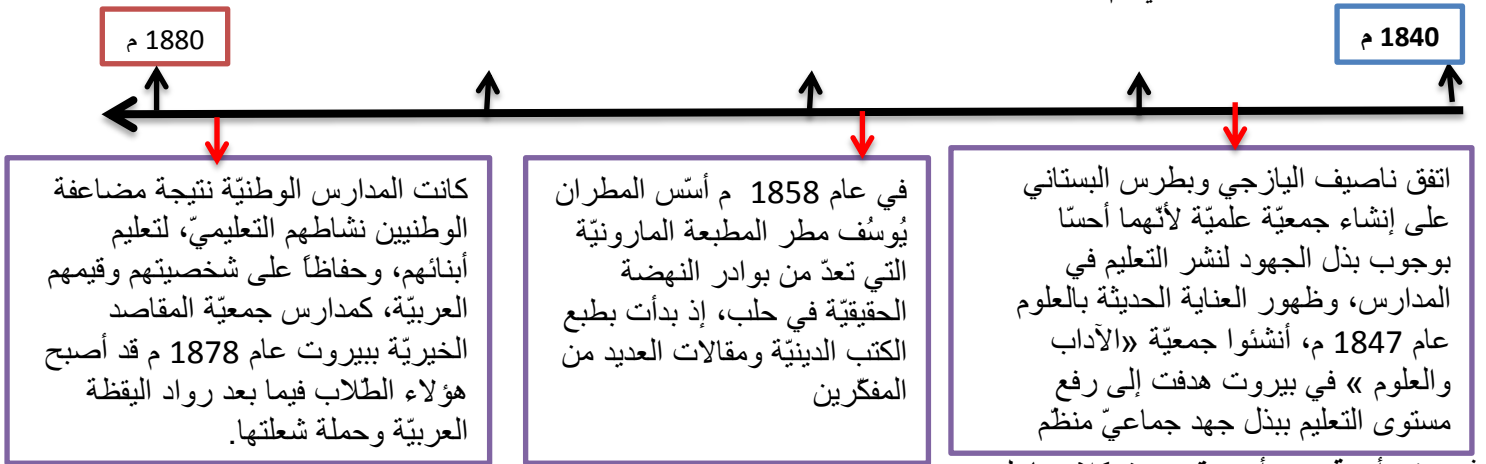 1840 م
1880 م
اتفق ناصيف اليازجي وبطرس البستاني
على إنشاء جمعيّة علميّة لأنّهما أحسّا
بوجوب بذل الجهود لنشر التعليم في
المدارس، وظهور العناية الحديثة بالعلوم
عام 1847 م، أنشئوا جمعيّة «الآداب
والعلوم » في بيروت هدفت إلى رفع
مستوى التعليم ببذل جهد جماعيّ منظّم
في عام 1858 م أسّس المطران
يُوسُف مطر المطبعة المارونيّة
التي تعدّ من بوادر النهضة
الحقيقيّة في حلب، إذ بدأت بطبع
الكتب الدينيّة ومقالات العديد من
المفكّرين
كانت المدارس الوطنيّة نتيجة مضاعفة
الوطنيين نشاطهم التعليميّ، لتعليم
أبنائهم، وحفاظاً على شخصيتهم وقيمهم
العربيّة، كمدارس جمعيّة المقاصد
الخيريّة ببيروت عام 1878 م قد أصبح
هؤلاء الطّلاب فيما بعد رواد اليقظة
العربيّة وحملة شعلتها.